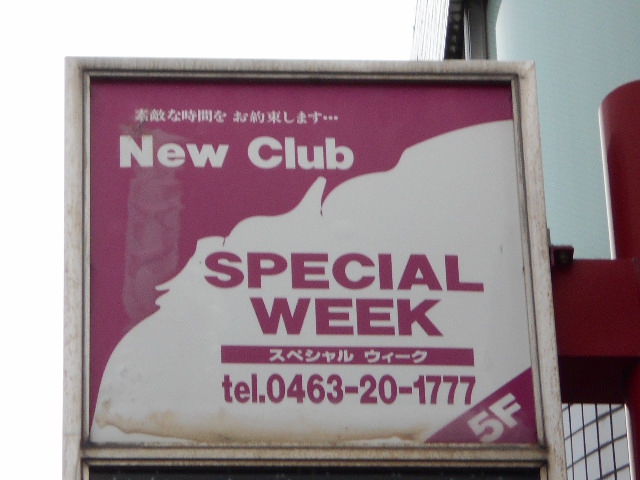 素敵な時間を お約束します…
New Club
SPECIAL
WEEK
スペシャル ウィーク
tel.0463-20-1777
5F